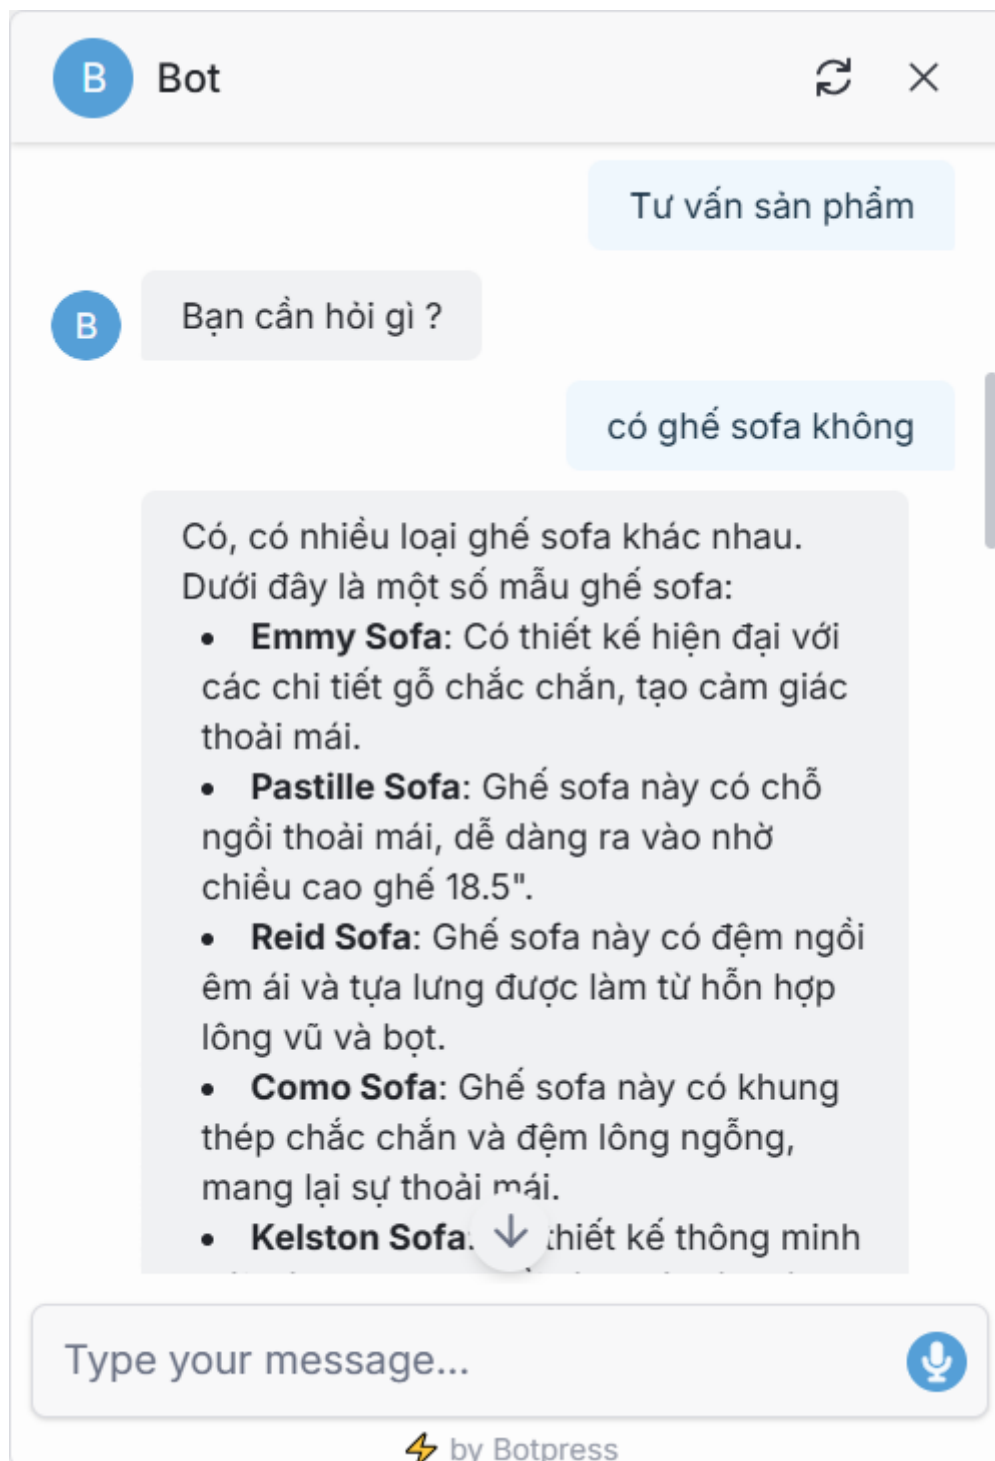 B
Bot
Tư vấn sản phẩm
B
Bạn cần hỏi gì ?
có ghế sofa không
Có, có nhiều loại ghế sofa khác nhau.
Dưới đây là một số mẫu ghế sofa:
• Emmy Sofa: Có thiết kế hiện đại với
các chi tiết gỗ chắc chắn, tạo cảm giác
thoải mái.
• Pastille Sofa: Ghế sofa này có chỗ
ngồi thoải mái, dễ dàng ra vào nhờ
chiều cao ghế 18.5".
• Reid Sofa: Ghế sofa này có đệm ngồi
êm ái và tựa lưng được làm từ hỗn hợp
lông vũ và bọt.
• Como Sofa: Ghế sofa này có khung
thép chắc chắn và đệm lông ngỗng,
mang lại sự thoải mái.
• Kelston Sofa: thiết kế thông minh
Type your message...
by Botpress